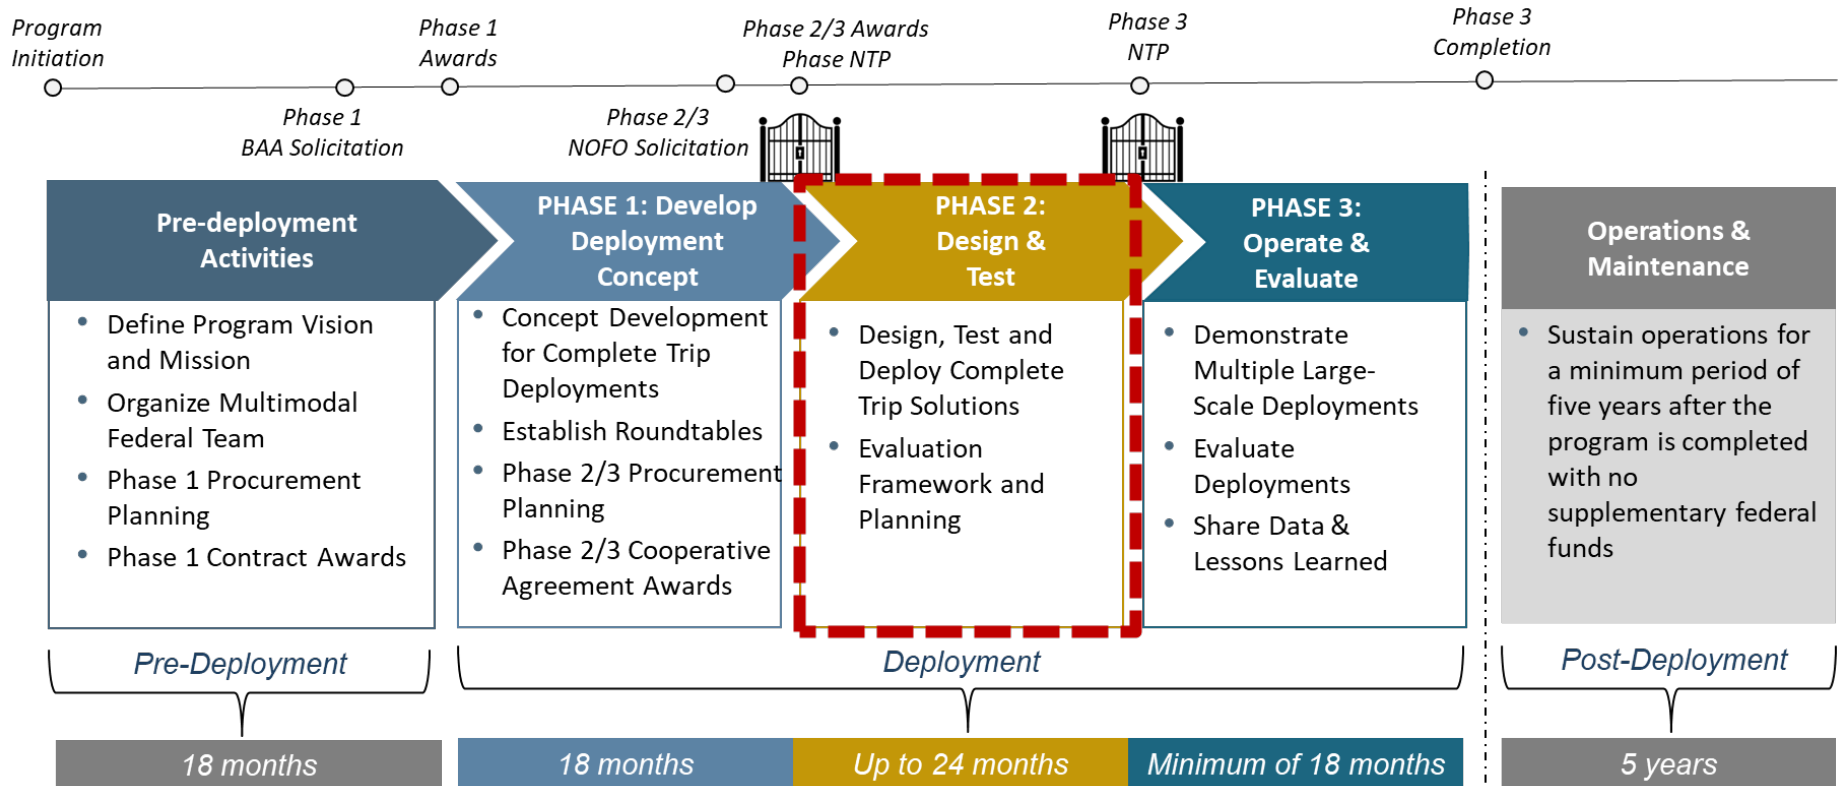 Program
Initiation
Phase 1
Awards
Phase 2/3 Awards
Phase NTP
Phase 3
NTP
Phase 3
Completion
Phase 1
BAA Solicitation
Phase 2/3
NOFO Solicitation
Pre-deployment
Activities
• Define Program Vision
and Mission
• Organize Multimodal
Federal Team
• Phase 1 Procurement
Planning
• Phase 1 Contract Awards
PHASE 1: Develop
Deployment
Concept
• Concept Development
for Complete Trip
Deployments
• Establish Roundtables
• Phase 2/3 Procurement
Planning
• Phase 2/3 Cooperative
Agreement Awards
PHASE 2:
Design &
Test
• Design, Test and
Deploy Complete
Trip Solutions
• Evaluation
Framework and
Planning
PHASE 3:
Operate &
Evaluate
• Demonstrate
Multiple Large-
Scale Deployments
• Evaluate
Deployments
• Share Data &
Lessons Learned
Operations &
Maintenance
• Sustain operations for
a minimum period of
five years after the
program is completed
with no
supplementary federal
funds
Pre-Deployment
Deployment
Post-Deployment
18 months
18 months
Up to 24 months
Minimum of 18 months
5 years